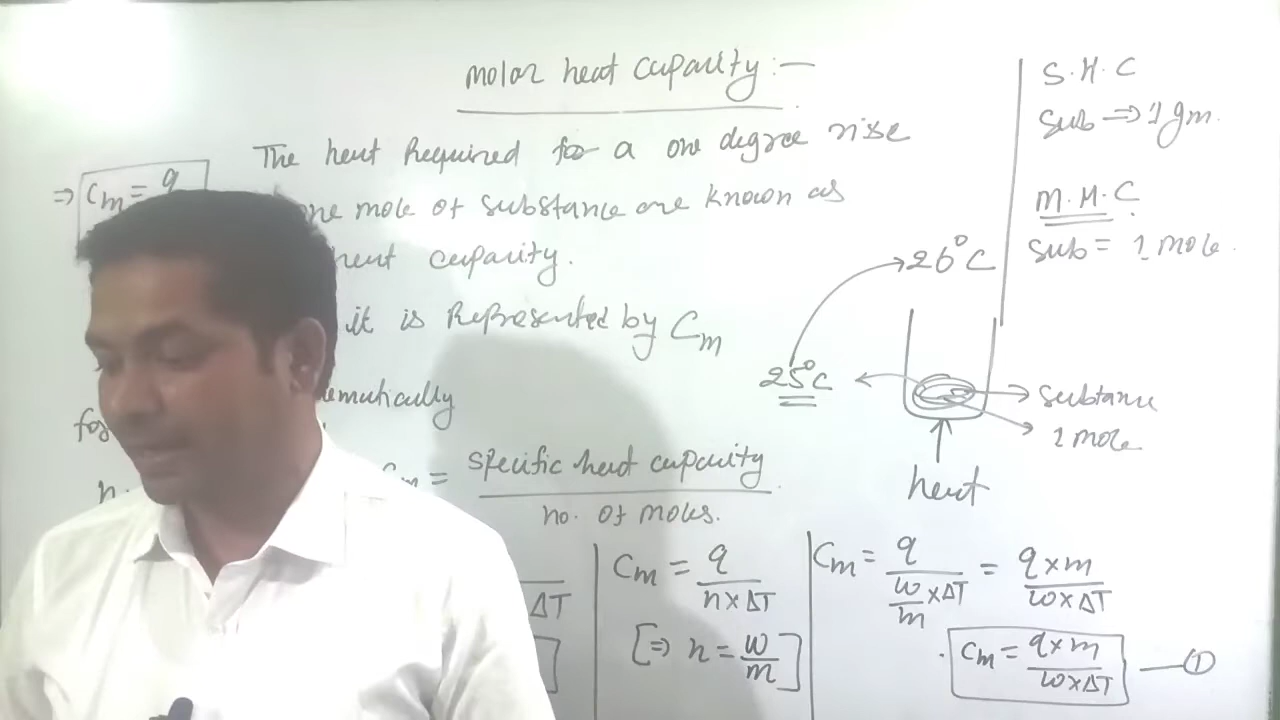 molar heat capacity :-
The heat Required for a one degree rise
one mole of substance are known as
heat capacity.
it is Represented by Cm
⇒ Cm = q
for
n
Cm = specific heat capacity
no. of moles.
ΔT
Cm = q
n × ΔT
[⇒ n = w/m]
Cm = q / (w/m × ΔT) = q × m / w × ΔT
Cm = q × m / w × ΔT — ①
S.H.C
Sub ⇒ 1 gm.
M.H.C.
Sub = 1 mole.
26°C
25°C
substance
1 mole
heat